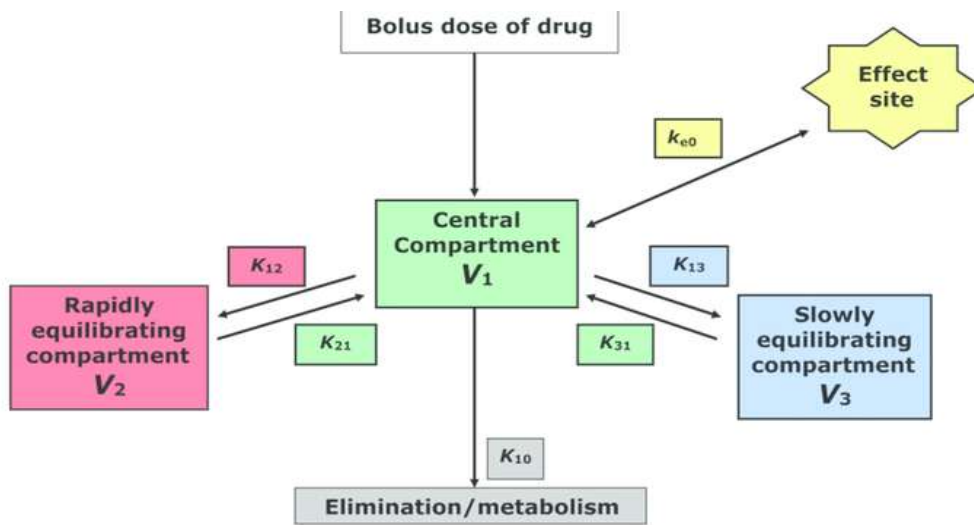 Bolus dose of drug
Effect
site
ke0
Central
Compartment
V1
K12
K13
Rapidly
equilibrating
compartment
V2
K21
K31
Slowly
equilibrating
compartment
V3
K10
Elimination/metabolism